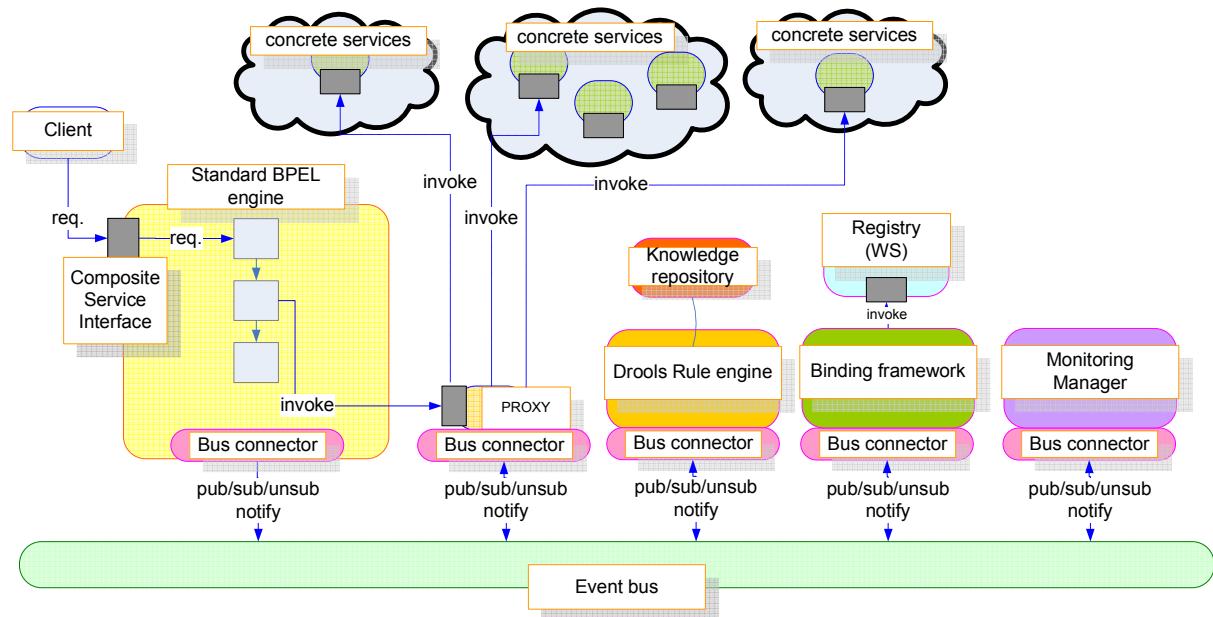 concrete services
concrete services
concrete services
Client
Standard BPEL
engine
invoke
invoke
invoke
req.
req.
Composite
Service
Interface
Knowledge
repository
Registry
(WS)
invoke
Drools Rule engine
Binding framework
Monitoring
Manager
invoke
PROXY
Bus connector
Bus connector
Bus connector
Bus connector
Bus connector
pub/sub/unsub
notify
pub/sub/unsub
notify
pub/sub/unsub
notify
pub/sub/unsub
notify
pub/sub/unsub
notify
Event bus